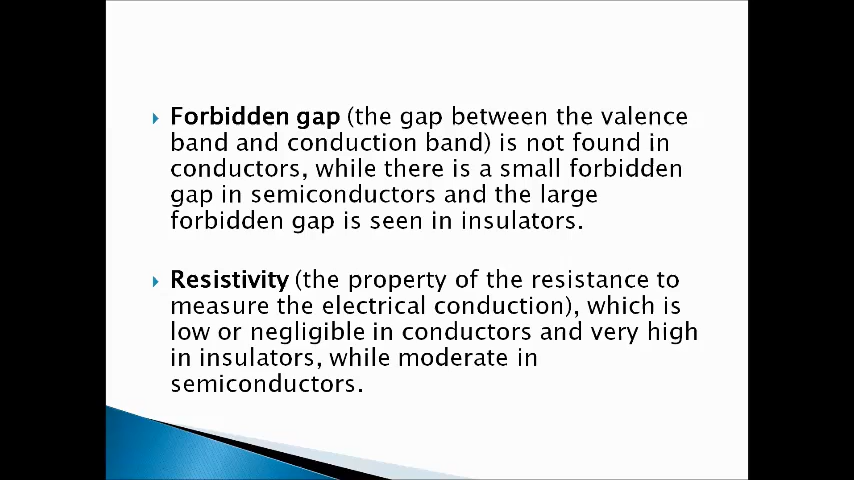 Forbidden gap (the gap between the valence
band and conduction band) is not found in
conductors, while there is a small forbidden
gap in semiconductors and the large
forbidden gap is seen in insulators.
Resistivity (the property of the resistance to
measure the electrical conduction), which is
low or negligible in conductors and very high
in insulators, while moderate in
semiconductors.